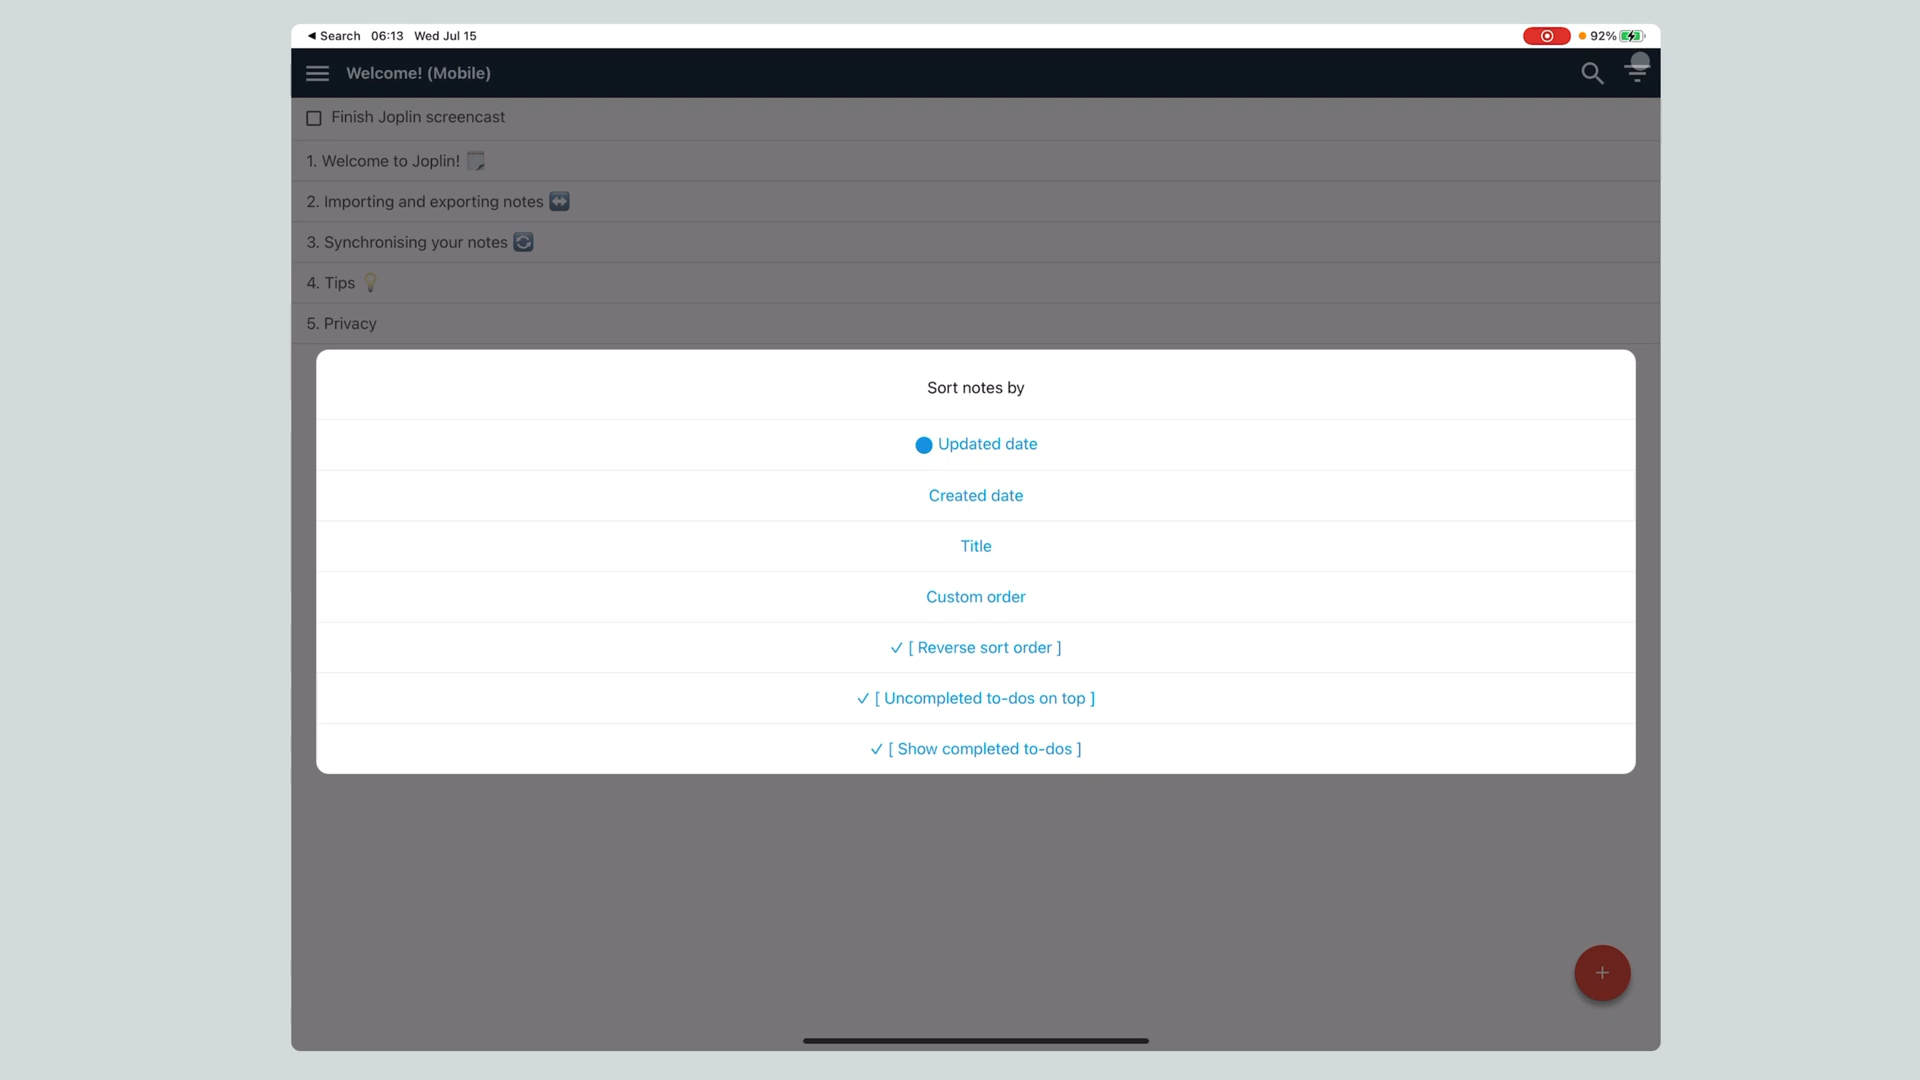 ◀ Search 06:13 Wed Jul 15 92%
Welcome! (Mobile)
Finish Joplin screencast
1. Welcome to Joplin!
2. Importing and exporting notes
3. Synchronising your notes
4. Tips
5. Privacy
Sort notes by
Updated date
Created date
Title
Custom order
✓ [ Reverse sort order ]
✓ [ Uncompleted to-dos on top ]
✓ [ Show completed to-dos ]
+